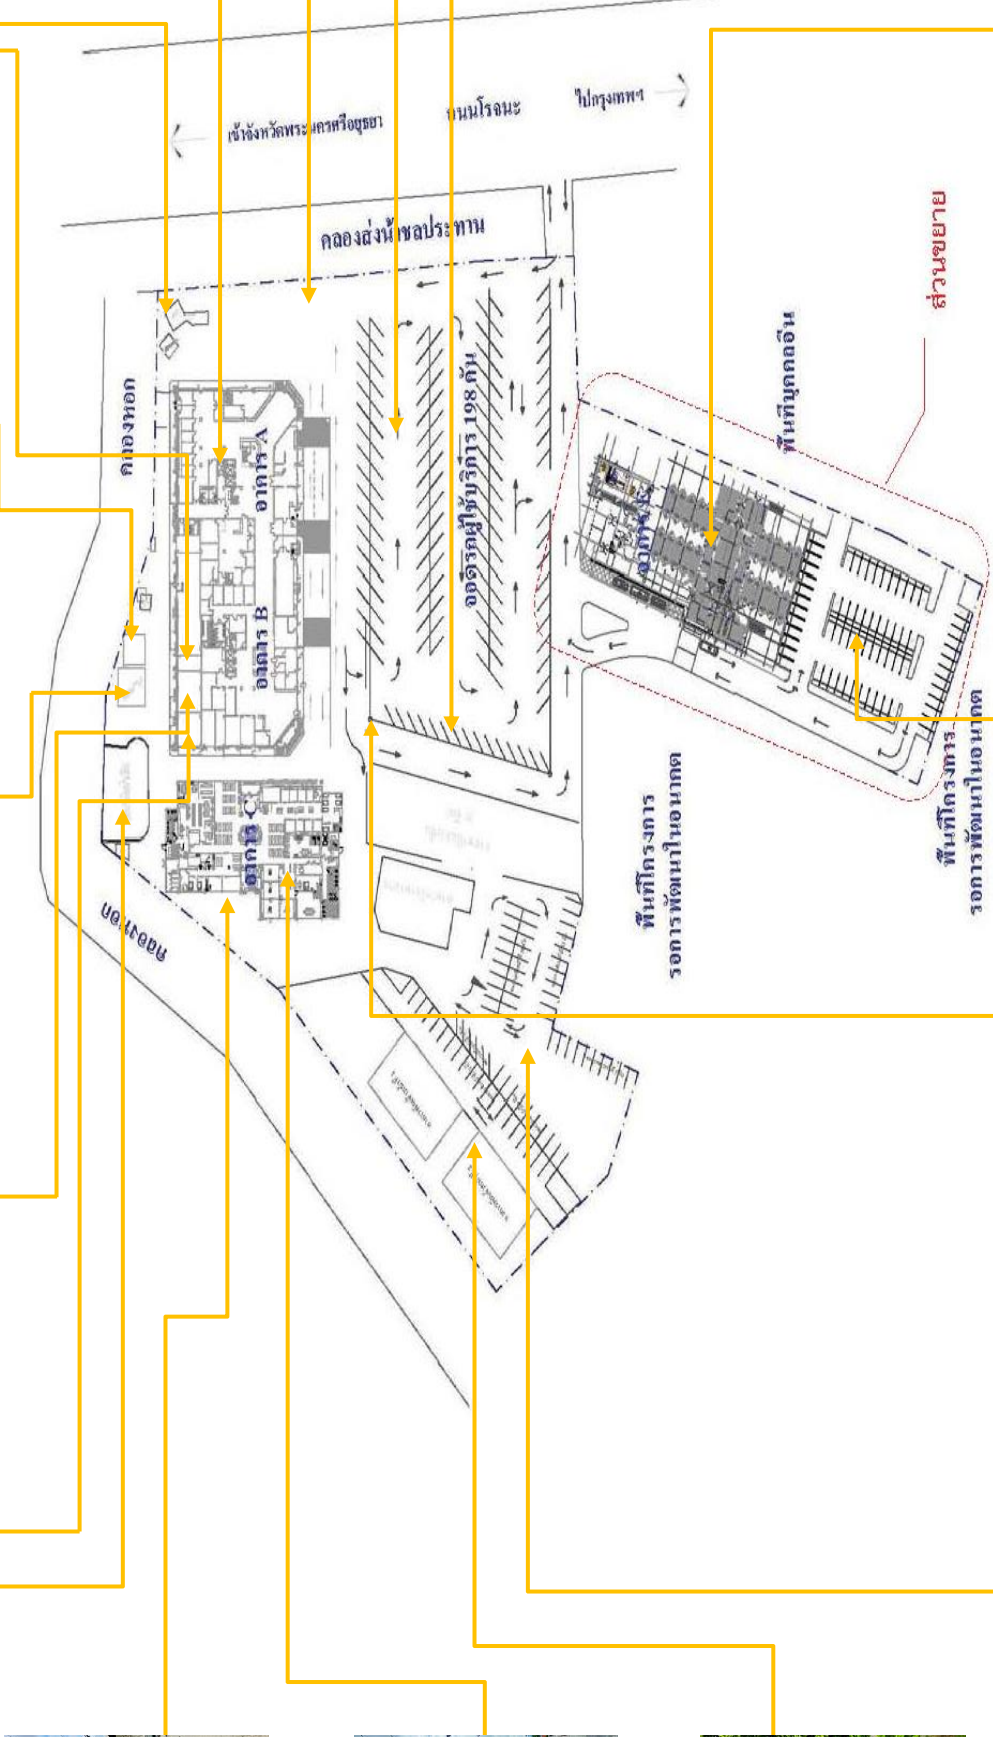 เข้าจังหวัดพระนครศรีอยุธยา
ถนนโรจนะ
ไปกรุงเทพฯ
คลองส่งน้ำชลประทาน
ส่วนขยาย
คลองหอก
อาคาร A
อาคาร B
จอดรถผู้ใช้บริการ 198 คัน
พื้นที่บุคคลอื่น
อาคาร C
พื้นที่โครงการ
รอการพัฒนาในอนาคต
พื้นที่โครงการ
รอการพัฒนาในอนาคต
คลองหอก